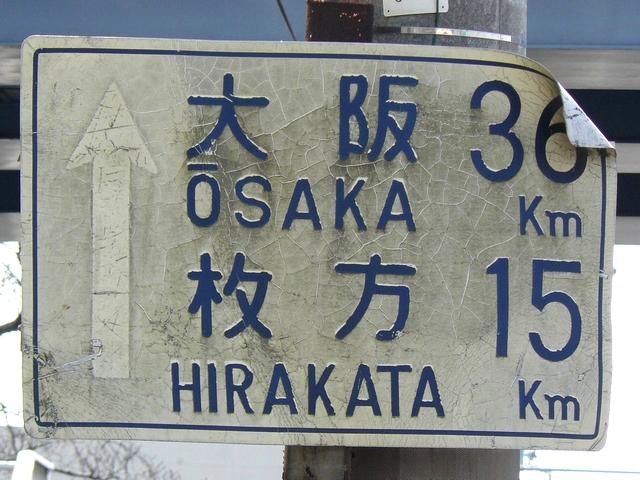 大阪 36
ŌSAKA Km
枚方 15
HIRAKATA Km